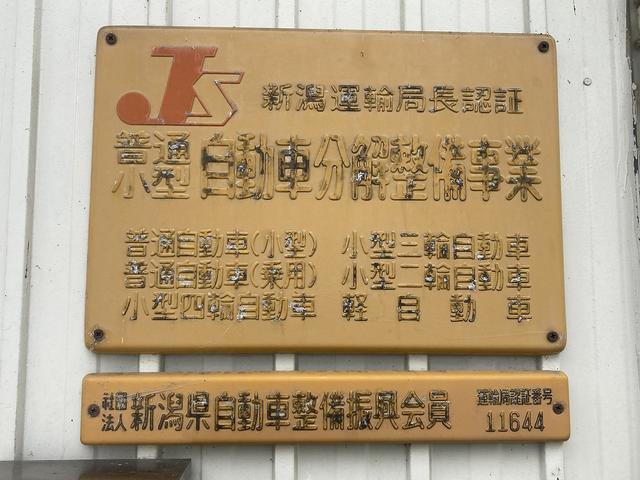 JS
新潟運輸局長認証
普通
小型 自動車分解整備事業
普通自動車(小型) 小型三輪自動車
普通自動車(乗用) 小型二輪自動車
小型四輪自動車 軽自動車
社団
法人 新潟県自動車整備振興会員
運輸局認証番号
11644